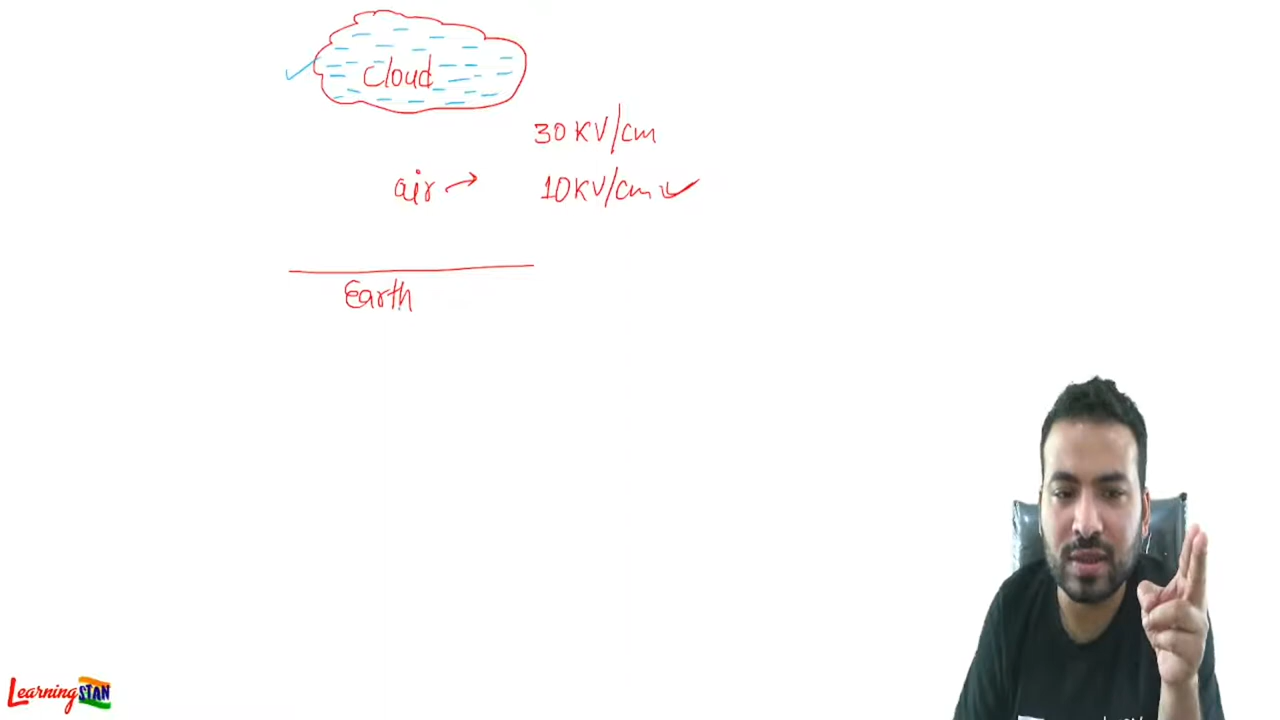 Cloud
30 KV/cm
air → 10 KV/cm ✓
Earth
LearningSTAN